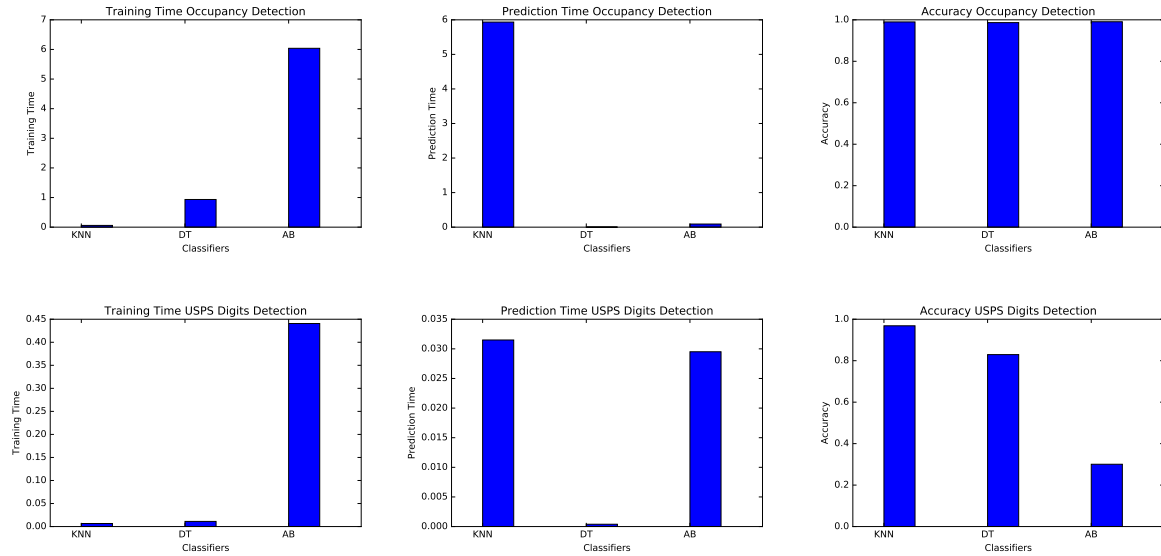 Training Time Occupancy Detection
7
6
5
4
3
2
1
0
Training Time
KNN DT AB
Classifiers
Prediction Time Occupancy Detection
6
5
4
3
2
1
0
Prediction Time
KNN DT AB
Classifiers
Accuracy Occupancy Detection
1.0
0.8
0.6
0.4
0.2
0.0
Accuracy
KNN DT AB
Classifiers
Training Time USPS Digits Detection
0.45
0.40
0.35
0.30
0.25
0.20
0.15
0.10
0.05
0.00
Training Time
KNN DT AB
Classifiers
Prediction Time USPS Digits Detection
0.035
0.030
0.025
0.020
0.015
0.010
0.005
0.000
Prediction Time
KNN DT AB
Classifiers
Accuracy USPS Digits Detection
1.0
0.8
0.6
0.4
0.2
0.0
Accuracy
KNN DT AB
Classifiers